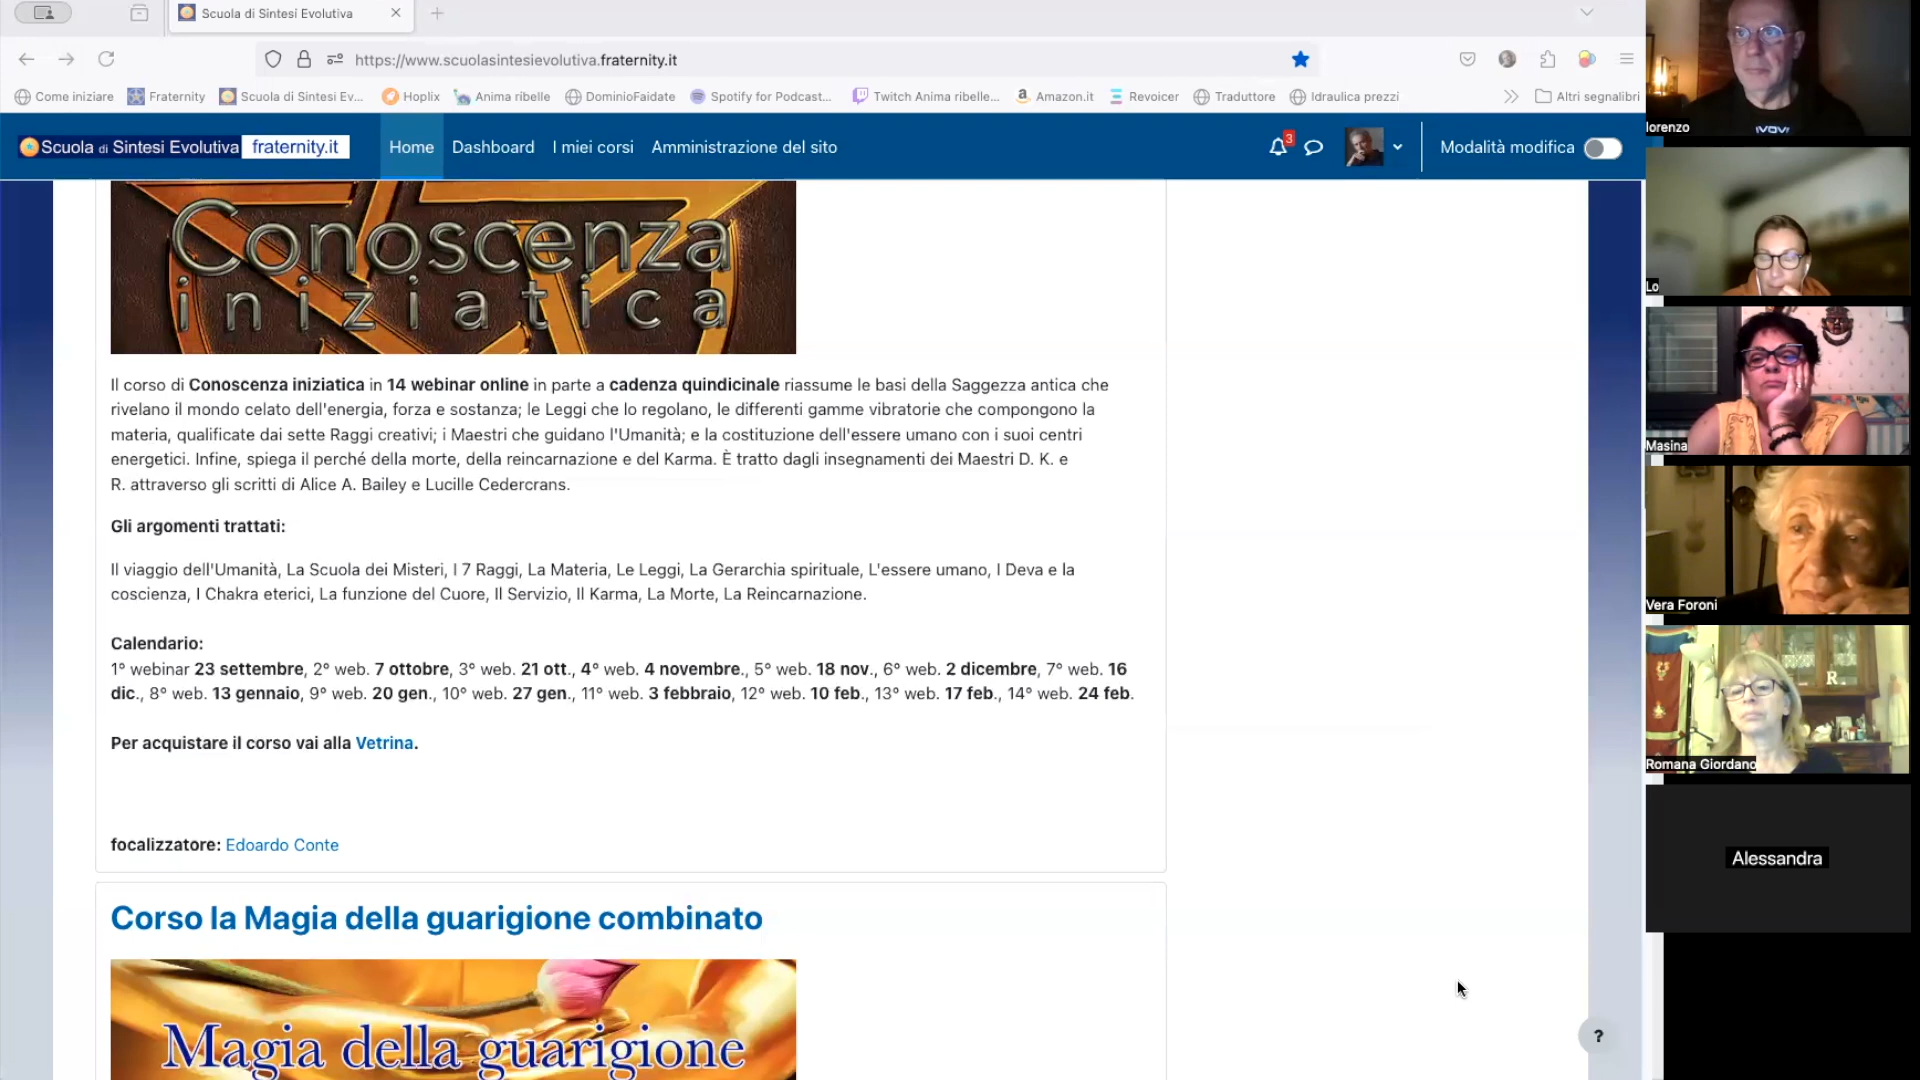 Scuola di Sintesi Evolutiva
https://www.scuolasintesievolutiva.fraternity.it
Come iniziare
Fraternity
Scuola di Sintesi Ev...
Hoplix
Anima ribelle
DominioFaidate
Spotify for Podcast...
Twitch Anima ribelle...
Amazon.it
Revoicer
Traduttore
Idraulica prezzi
Altri segnalibri
Scuola di Sintesi Evolutiva fraternity.it
Home
Dashboard
I miei corsi
Amministrazione del sito
3
Modalità modifica
Conoscenza
iniziatica
Il corso di Conoscenza iniziatica in 14 webinar online in parte a cadenza quindicinale riassume le basi della Saggezza antica che
rivelano il mondo celato dell'energia, forza e sostanza; le Leggi che lo regolano, le differenti gamme vibratorie che compongono la
materia, qualificate dai sette Raggi creativi; i Maestri che guidano l'Umanità; e la costituzione dell'essere umano con i suoi centri
energetici. Infine, spiega il perché della morte, della reincarnazione e del Karma. È tratto dagli insegnamenti dei Maestri D. K. e
R. attraverso gli scritti di Alice A. Bailey e Lucille Cedercrans.
Gli argomenti trattati:
Il viaggio dell'Umanità, La Scuola dei Misteri, I 7 Raggi, La Materia, Le Leggi, La Gerarchia spirituale, L'essere umano, I Deva e la
coscienza, I Chakra eterici, La funzione del Cuore, Il Servizio, Il Karma, La Morte, La Reincarnazione.
Calendario:
1° webinar 23 settembre, 2° web. 7 ottobre, 3° web. 21 ott., 4° web. 4 novembre., 5° web. 18 nov., 6° web. 2 dicembre, 7° web. 16
dic., 8° web. 13 gennaio, 9° web. 20 gen., 10° web. 27 gen., 11° web. 3 febbraio, 12° web. 10 feb., 13° web. 17 feb., 14° web. 24 feb.
Per acquistare il corso vai alla Vetrina.
focalizzatore: Edoardo Conte
Corso la Magia della guarigione combinato
Magia della guarigione
?
lorenzo
Lo
Masina
Vera Foroni
R.
Romana Giordano
Alessandra